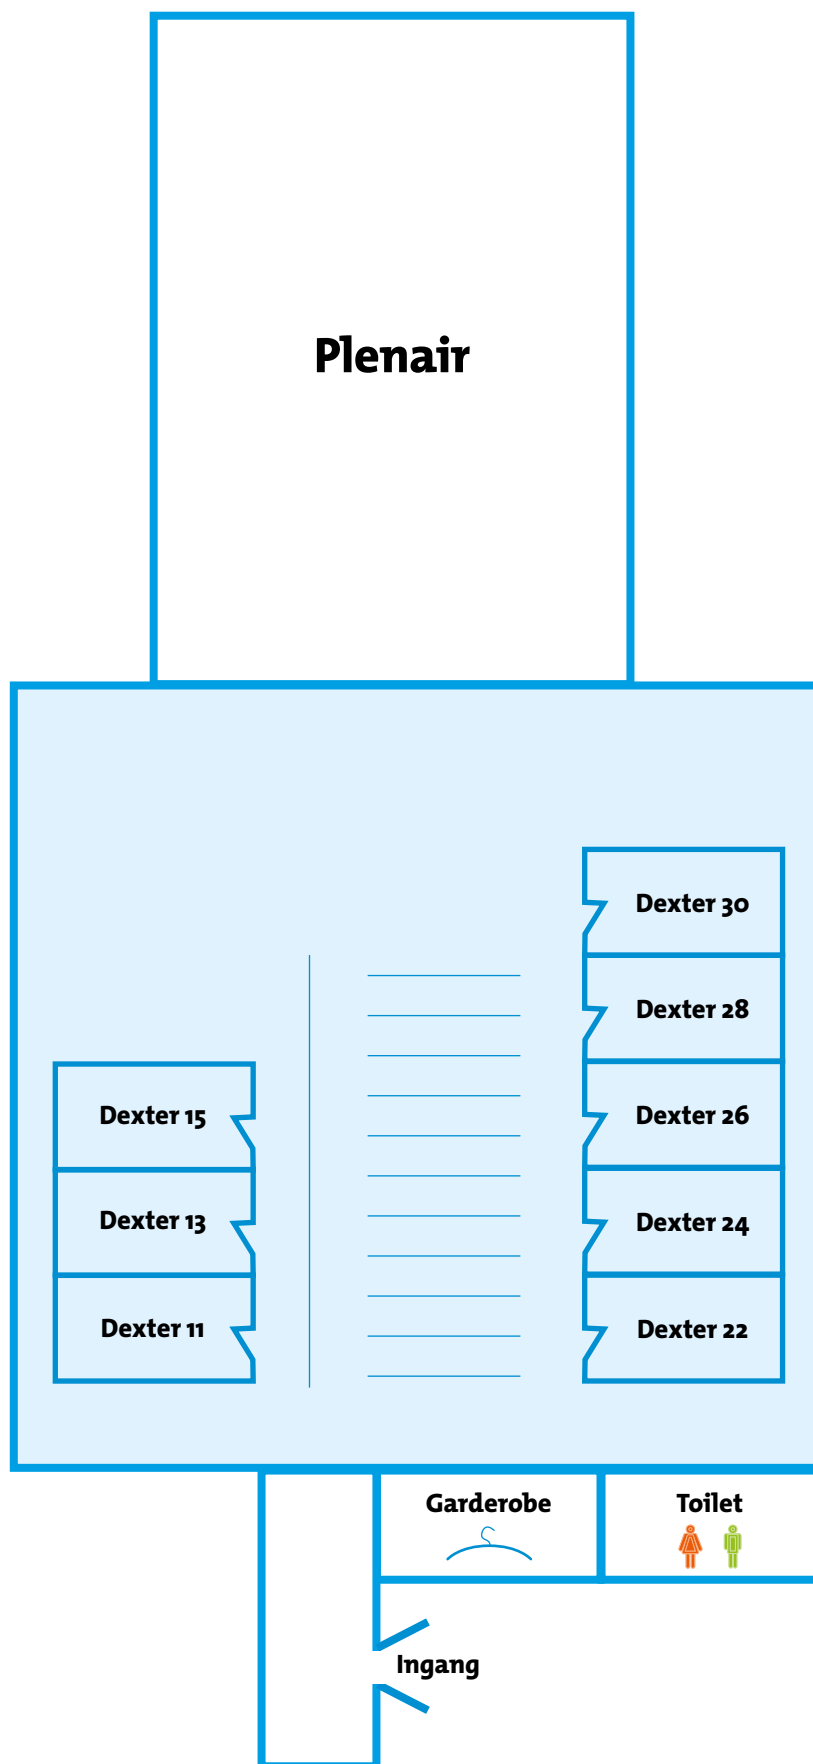 Plenair
Dexter 30
Dexter 28
Dexter 15
Dexter 26
Dexter 13
Dexter 24
Dexter 11
Dexter 22
Garderobe
Toilet
Ingang